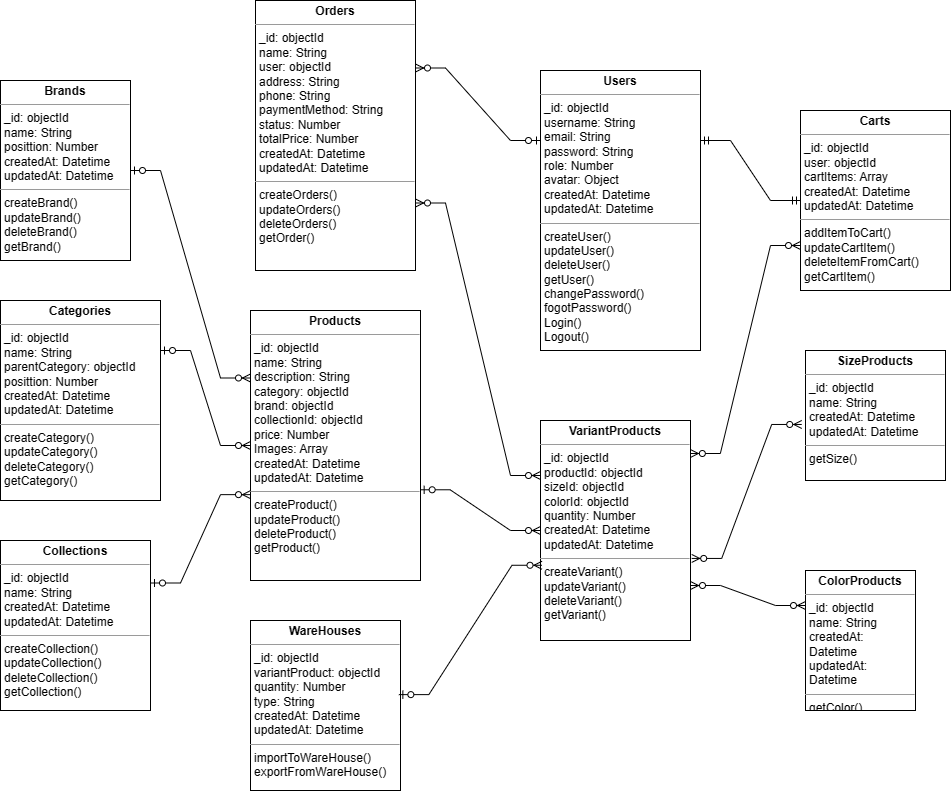 Orders
_id: objectId
name: String
user: objectId
address: String
phone: String
paymentMethod: String
status: Number
totalPrice: Number
createdAt: Datetime
updatedAt: Datetime
createOrders()
updateOrders()
deleteOrders()
getOrder()
Brands
_id: objectId
name: String
posittion: Number
createdAt: Datetime
updatedAt: Datetime
createBrand()
updateBrand()
deleteBrand()
getBrand()
Users
_id: objectId
username: String
email: String
password: String
role: Number
avatar: Object
createdAt: Datetime
updatedAt: Datetime
createUser()
updateUser()
deleteUser()
getUser()
changePassword()
fogotPassword()
Login()
Logout()
Carts
_id: objectId
user: objectId
cartItems: Array
createdAt: Datetime
updatedAt: Datetime
addItemToCart()
updateCartItem()
deleteItemFromCart()
getCartItem()
Categories
_id: objectId
name: String
parentCategory: objectId
posittion: Number
createdAt: Datetime
updatedAt: Datetime
createCategory()
updateCategory()
deleteCategory()
getCategory()
Products
_id: objectId
name: String
description: String
category: objectId
brand: objectId
collectionId: objectId
price: Number
Images: Array
createdAt: Datetime
updatedAt: Datetime
createProduct()
updateProduct()
deleteProduct()
getProduct()
SizeProducts
_id: objectId
name: String
createdAt: Datetime
updatedAt: Datetime
getSize()
VariantProducts
_id: objectId
productId: objectId
sizeId: objectId
colorId: objectId
quantity: Number
createdAt: Datetime
updatedAt: Datetime
createVariant()
updateVariant()
deleteVariant()
getVariant()
Collections
_id: objectId
name: String
createdAt: Datetime
updatedAt: Datetime
createCollection()
updateCollection()
deleteCollection()
getCollection()
WareHouses
_id: objectId
variantProduct: objectId
quantity: Number
type: String
createdAt: Datetime
updatedAt: Datetime
importToWareHouse()
exportFromWareHouse()
ColorProducts
_id: objectId
name: String
createdAt:
Datetime
updatedAt:
Datetime
getColor()